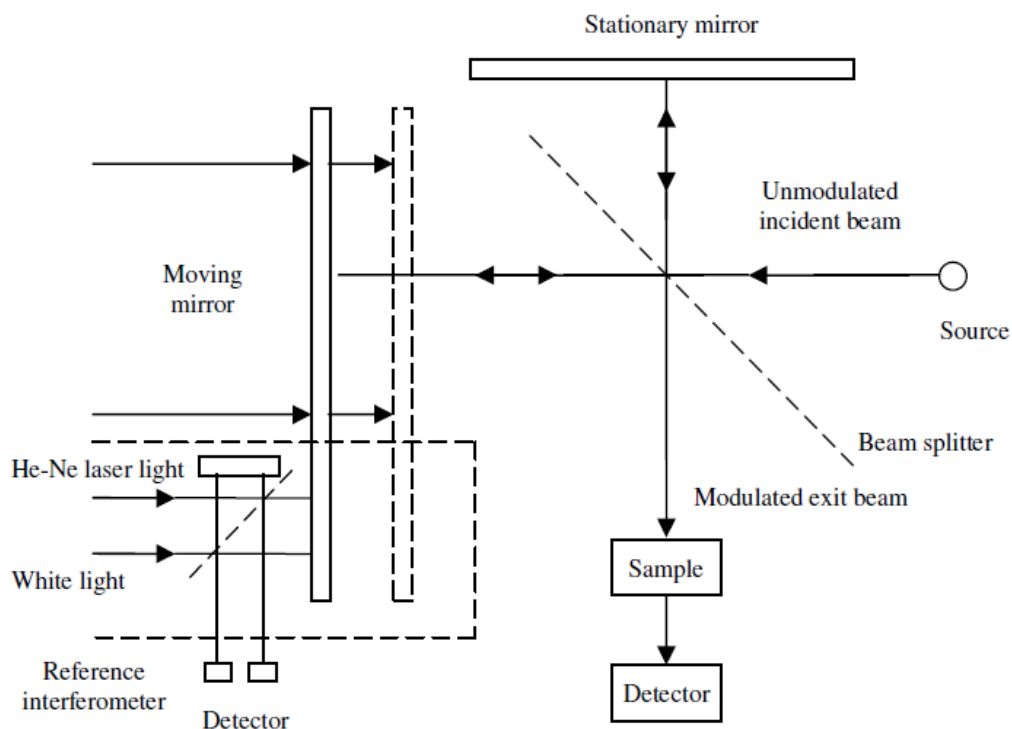 Stationary mirror
Unmodulated
incident beam
Moving
mirror
Source
Beam splitter
He-Ne laser light
Modulated exit beam
Sample
White light
Reference
interferometer
Detector
Detector